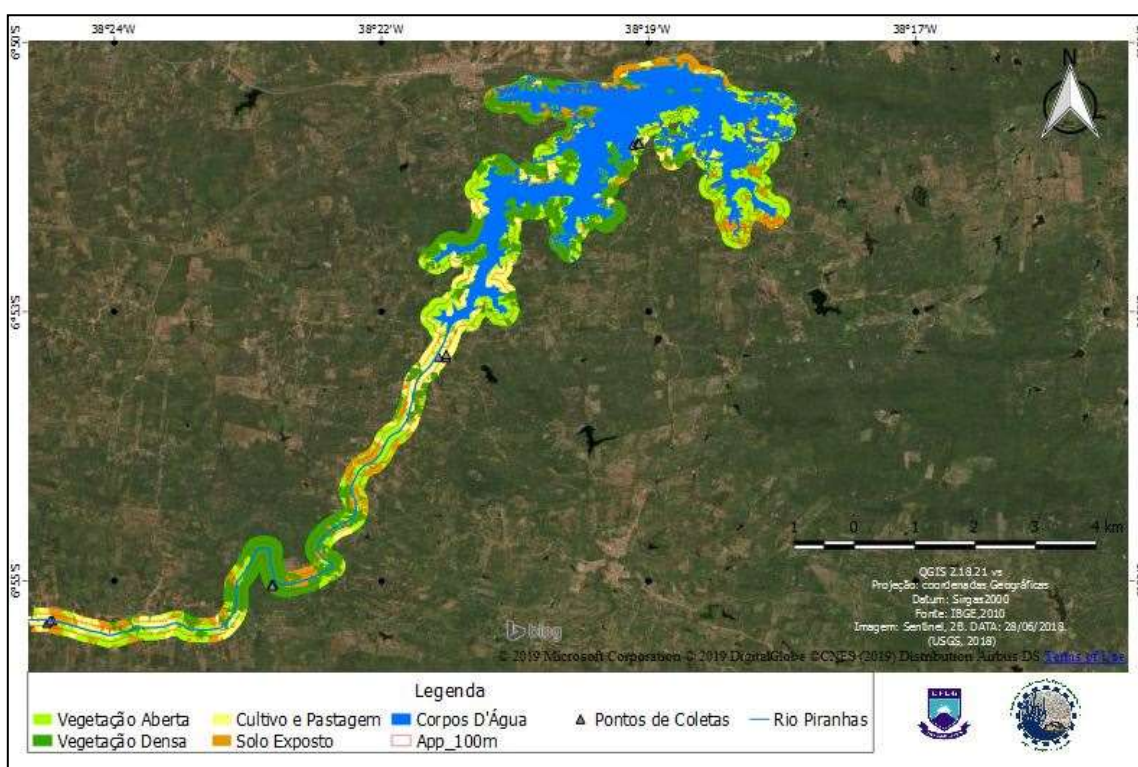 38°24'W 38°22'W 38°19'W 38°17'W
6°50'S
N
6°53'S
1 0 1 2 3 4 km
6°55'S
QGIS 2.18.21 vs
Projeção: coordenadas Geográficas
Datum: Sirgas2000
Fonte: IBGE,2010
Imagem: Sentinel, 2B. DATA: 28/06/2018.
(USGS, 2018)
bing
© 2019 Microsoft Corporation © 2019 DigitalGlobe ©CNES (2019) Distribution Airbus DS Terms of Use
Legenda
Vegetação Aberta Cultivo e Pastagem Corpos D'Água Pontos de Coletas Rio Piranhas
Vegetação Densa Solo Exposto App_100m
UFCG